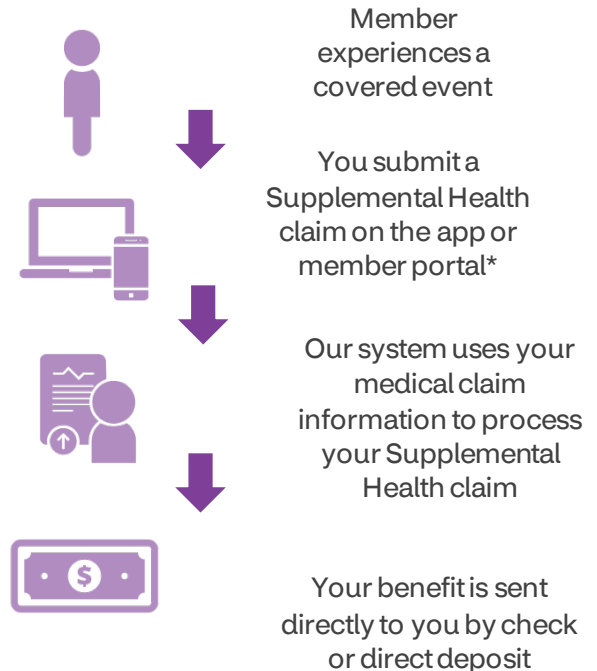 Member
experiences a
covered event
You submit a
Supplemental Health
claim on the app or
member portal*
Our system uses your
medical claim
information to process
your Supplemental
Health claim
$
Your benefit is sent
directly to you by check
or direct deposit